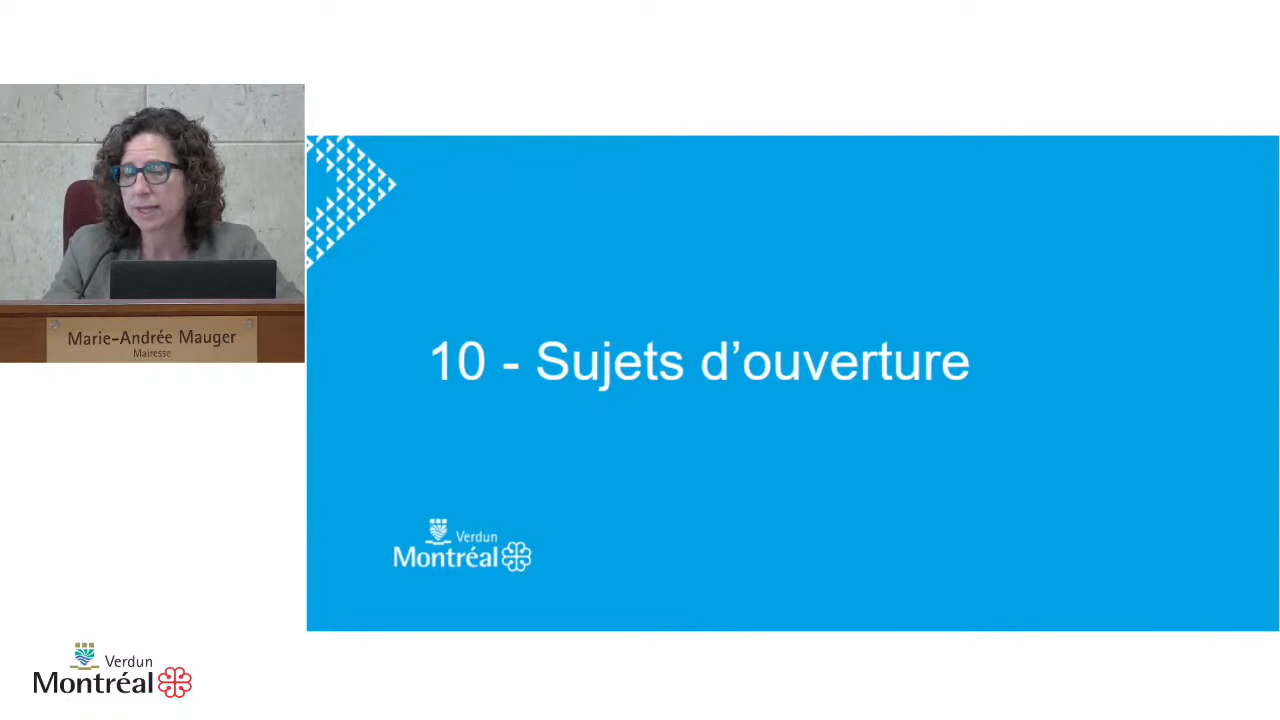 Marie-Andrée Mauger
Mairesse
10 - Sujets d’ouverture
Verdun
Montréal
Verdun
Montréal